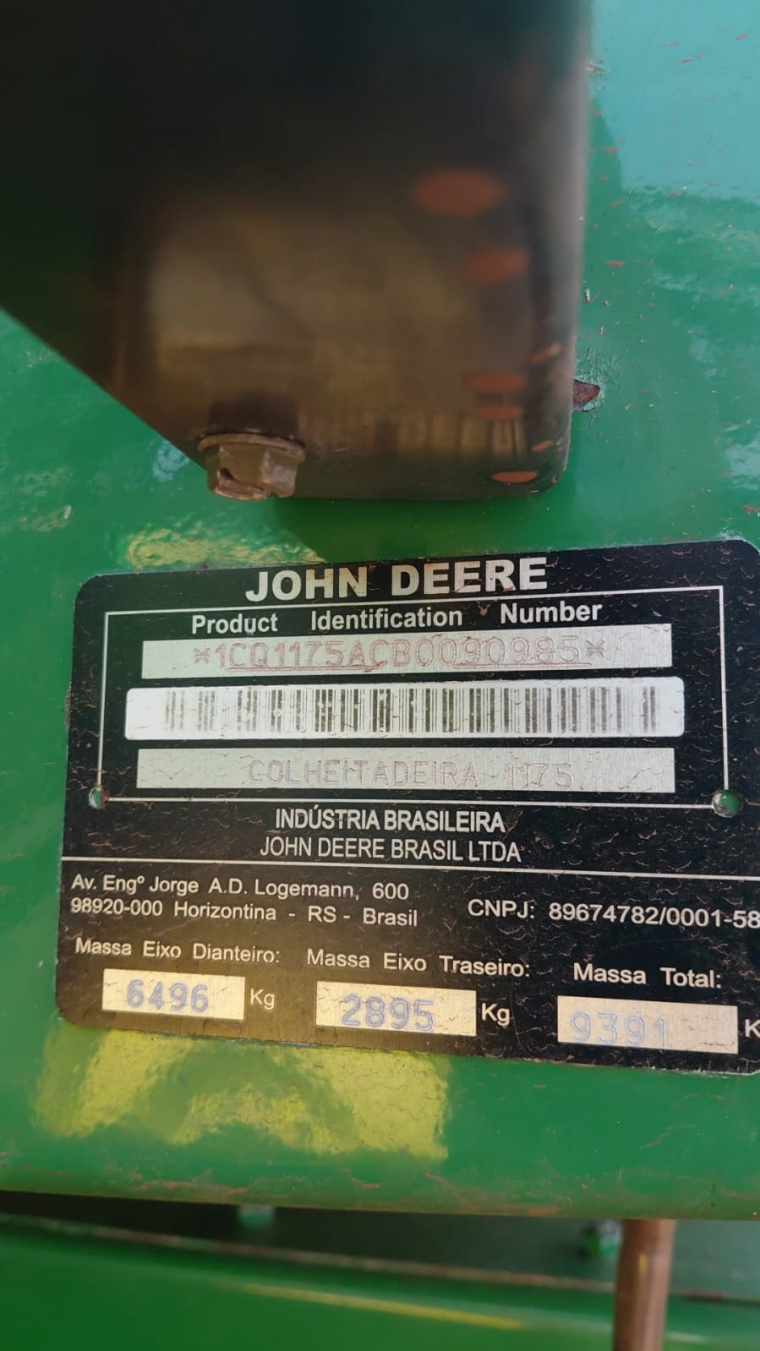 JOHN DEERE
Product Identification Number
*1CQ1175ACB0090985*
COLHEITADEIRA 1175
INDÚSTRIA BRASILEIRA
JOHN DEERE BRASIL LTDA
Av. Engº Jorge A.D. Logemann, 600
98920-000 Horizontina - RS - Brasil
CNPJ: 89674782/0001-58
Massa Eixo Dianteiro: Massa Eixo Traseiro: Massa Total:
6496 Kg 2895 Kg 9391 K